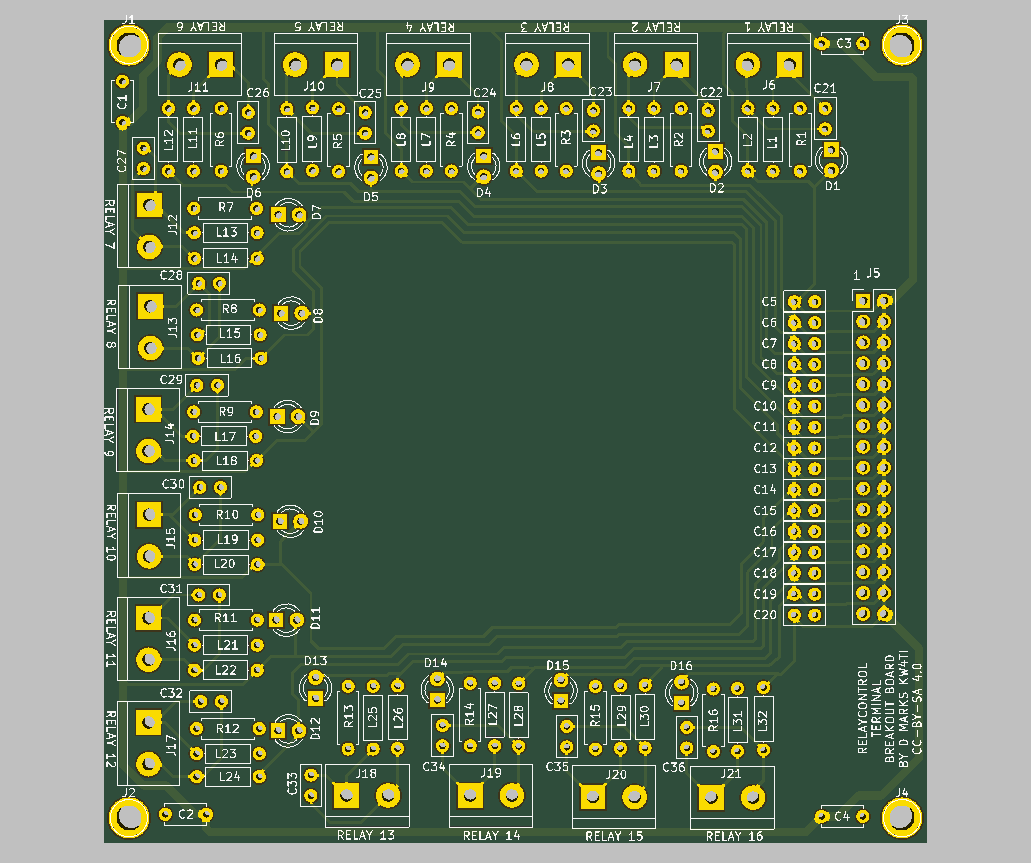 J1
RELAY 6
RELAY 5
RELAY 4
RELAY 3
RELAY 2
RELAY 1
J3
C3
J11
J10
J9
J8
J7
J6
C1
C26
C25
C24
C23
C22
C21
L12
L11
R6
L10
L9
R5
L8
L7
R4
L6
L5
R3
L4
L3
R2
L2
L1
R1
C27
D6
D5
D4
D3
D2
D1
RELAY 7
J12
R7
D7
L13
L14
C28
1
J5
RELAY 8
J13
R8
D8
L15
L16
C5
C6
C7
C8
C9
C10
C11
C12
C13
C14
C15
C16
C17
C18
C19
C20
C29
RELAY 9
J14
R9
D9
L17
L18
C30
RELAY 10
J15
R10
D10
L19
L20
C31
RELAY 11
J16
R11
D11
L21
L22
C32
RELAY 12
J17
R12
D12
L23
L24
D13
D14
D15
D16
R13
L25
L26
R14
L27
L28
R15
L29
L30
R16
L31
L32
C33
C34
C35
C36
J18
J19
J20
J21
RELAY 13
RELAY 14
RELAY 15
RELAY 16
RELAYCONTROL
TERMINAL
BREAKOUT BOARD
BY D MARKS KW4TI
CC-BY-SA 4.0
J2
C2
C4
J4